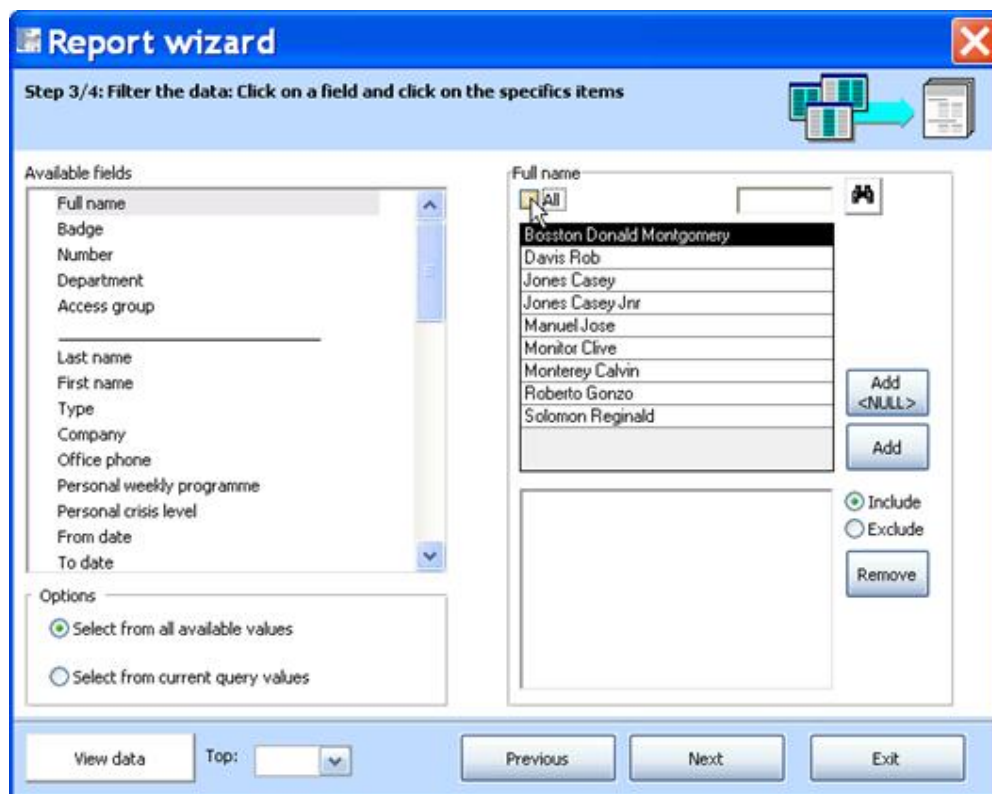 Report wizard
Step 3/4: Filter the data: Click on a field and click on the specifics items
Available fields
Full name
Badge
Number
Department
Access group
Last name
First name
Type
Company
Office phone
Personal weekly programme
Personal crisis level
From date
To date
Options
Select from all available values
Select from current query values
Full name
All
Bosston Donald Montgomery
Davis Rob
Jones Casey
Jones Casey Jnr
Manuel Jose
Monitor Clive
Monterey Calvin
Roberto Gonzo
Solomon Reginald
Add
<NULL>
Add
Include
Exclude
Remove
View data
Top:
Previous
Next
Exit